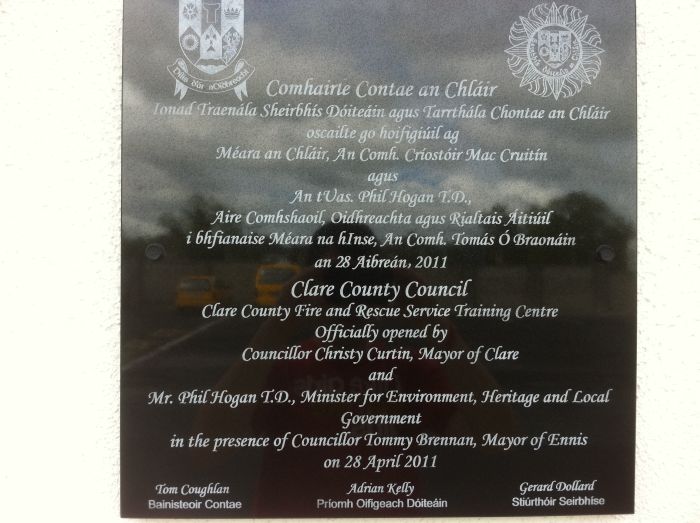 Dílis d'ár nOidhreacht
Comhairle Contae an Chláir
Ionad Traenála Sheirbhís Dóiteáin agus Tarrthála Chontae an Chláir
oscailte go hoifigiúil ag
Méara an Chláir, An Comh. Críostóir Mac Cruitín
agus
An tUas. Phil Hogan T.D.,
Aire Comhshaoil, Oidhreachta agus Rialtais Áitiúil
i bhfianaise Méara na hInse, An Comh. Tomás Ó Braonáin
an 28 Aibreán, 2011
Clare County Council
Clare County Fire and Rescue Service Training Centre
Officially opened by
Councillor Christy Curtin, Mayor of Clare
and
Mr. Phil Hogan T.D., Minister for Environment, Heritage and Local
Government
in the presence of Councillor Tommy Brennan, Mayor of Ennis
on 28 April 2011
Tom Coughlan Adrian Kelly Gerard Dollard
Bainisteoir Contae Príomh Oifigeach Dóiteáin Stiúrthóir Seirbhíse